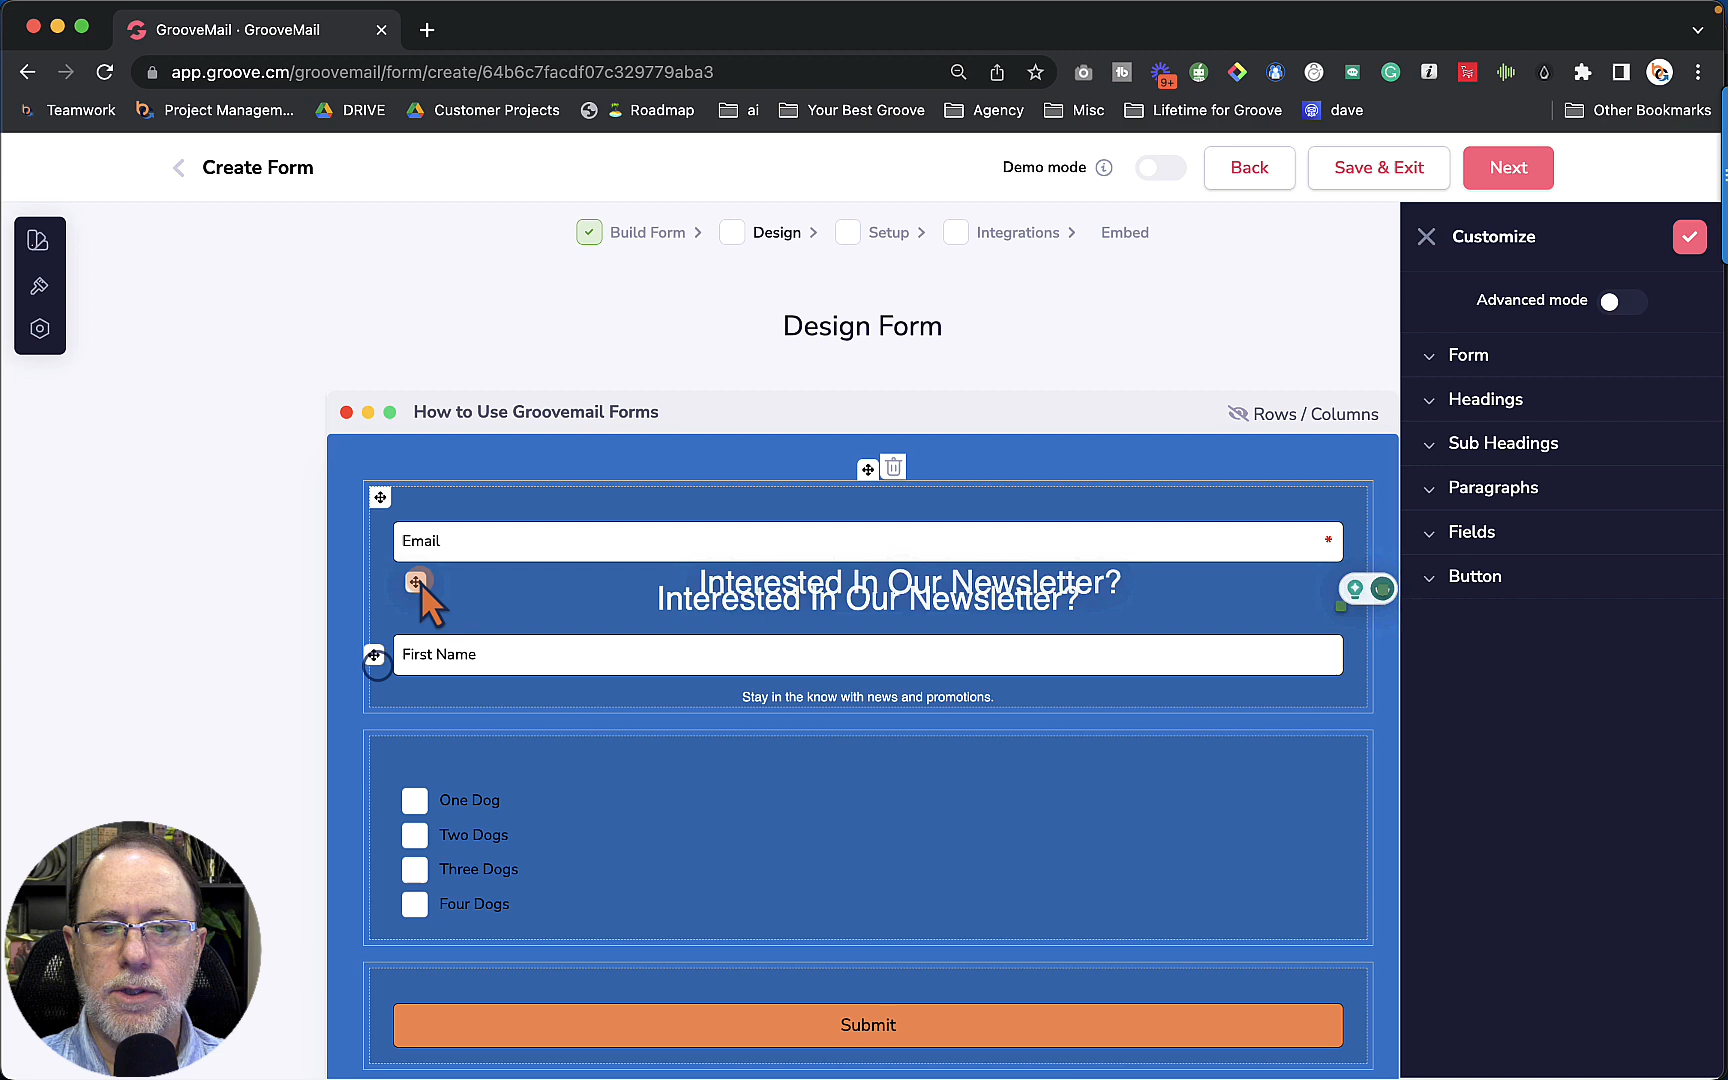 GrooveMail · GrooveMail
app.groove.cm/groovemail/form/create/64b6c7facdf07c329779aba3
9+
Teamwork
Project Managem...
DRIVE
Customer Projects
Roadmap
ai
Your Best Groove
Agency
Misc
Lifetime for Groove
dave
Other Bookmarks
Create Form
Demo mode
Back
Save & Exit
Next
Build Form
Design
Setup
Integrations
Embed
Customize
Advanced mode
Form
Headings
Sub Headings
Paragraphs
Fields
Button
Design Form
How to Use Groovemail Forms
Rows / Columns
Email *
Interested In Our Newsletter?
Interested In Our Newsletter?
First Name
Stay in the know with news and promotions.
One Dog
Two Dogs
Three Dogs
Four Dogs
Submit